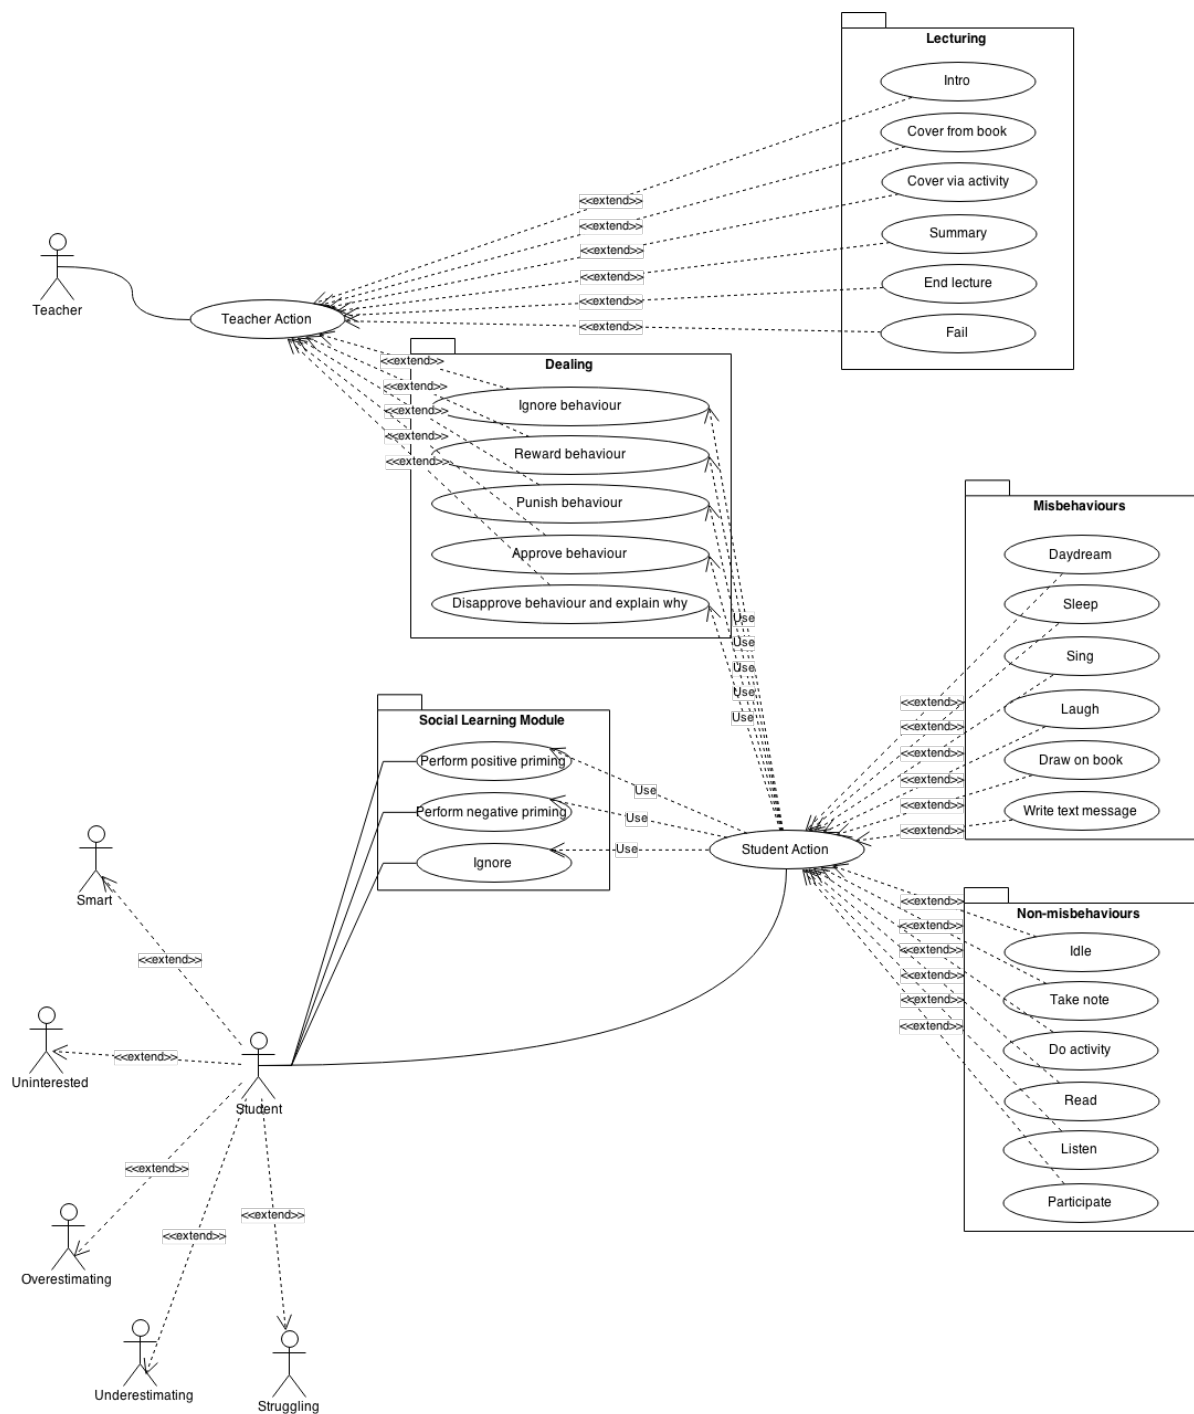 Lecturing
Intro
Cover from book
Cover via activity
Summary
End lecture
Fail
<<extend>>
<<extend>>
<<extend>>
<<extend>>
<<extend>>
<<extend>>
Teacher
Teacher Action
Dealing
<<extend>>
<<extend>>
<<extend>>
<<extend>>
<<extend>>
Ignore behaviour
Reward behaviour
Punish behaviour
Approve behaviour
Disapprove behaviour and explain why
Use
Use
Use
Use
Use
Misbehaviours
Daydream
Sleep
Sing
Laugh
Draw on book
Write text message
<<extend>>
<<extend>>
<<extend>>
<<extend>>
<<extend>>
<<extend>>
Social Learning Module
Perform positive priming
Perform negative priming
Ignore
Use
Use
Use
Student Action
Non-misbehaviours
Idle
Take note
Do activity
Read
Listen
Participate
<<extend>>
<<extend>>
<<extend>>
<<extend>>
<<extend>>
<<extend>>
Smart
<<extend>>
Uninterested
<<extend>>
Student
<<extend>>
Overestimating
<<extend>>
Underestimating
<<extend>>
Struggling